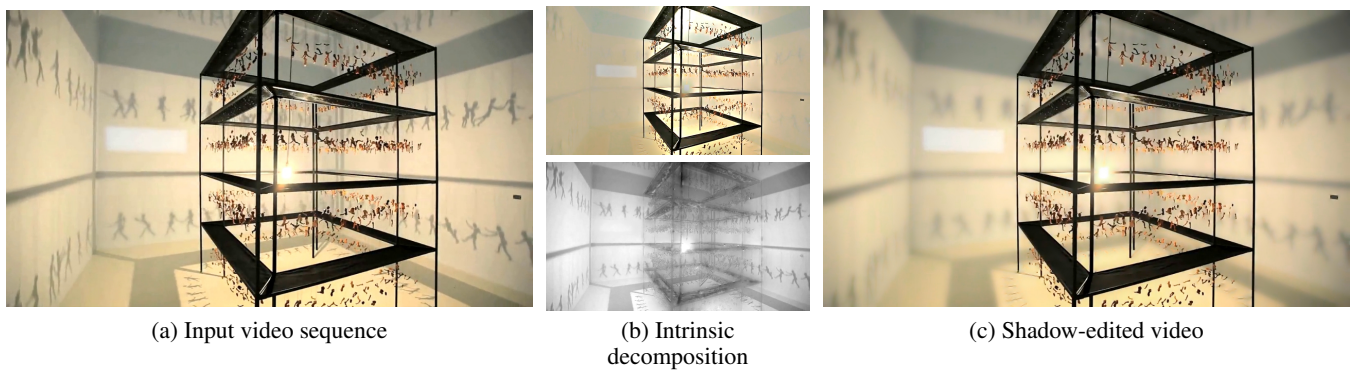 (a) Input video sequence
(b) Intrinsic
decomposition
(c) Shadow-edited video